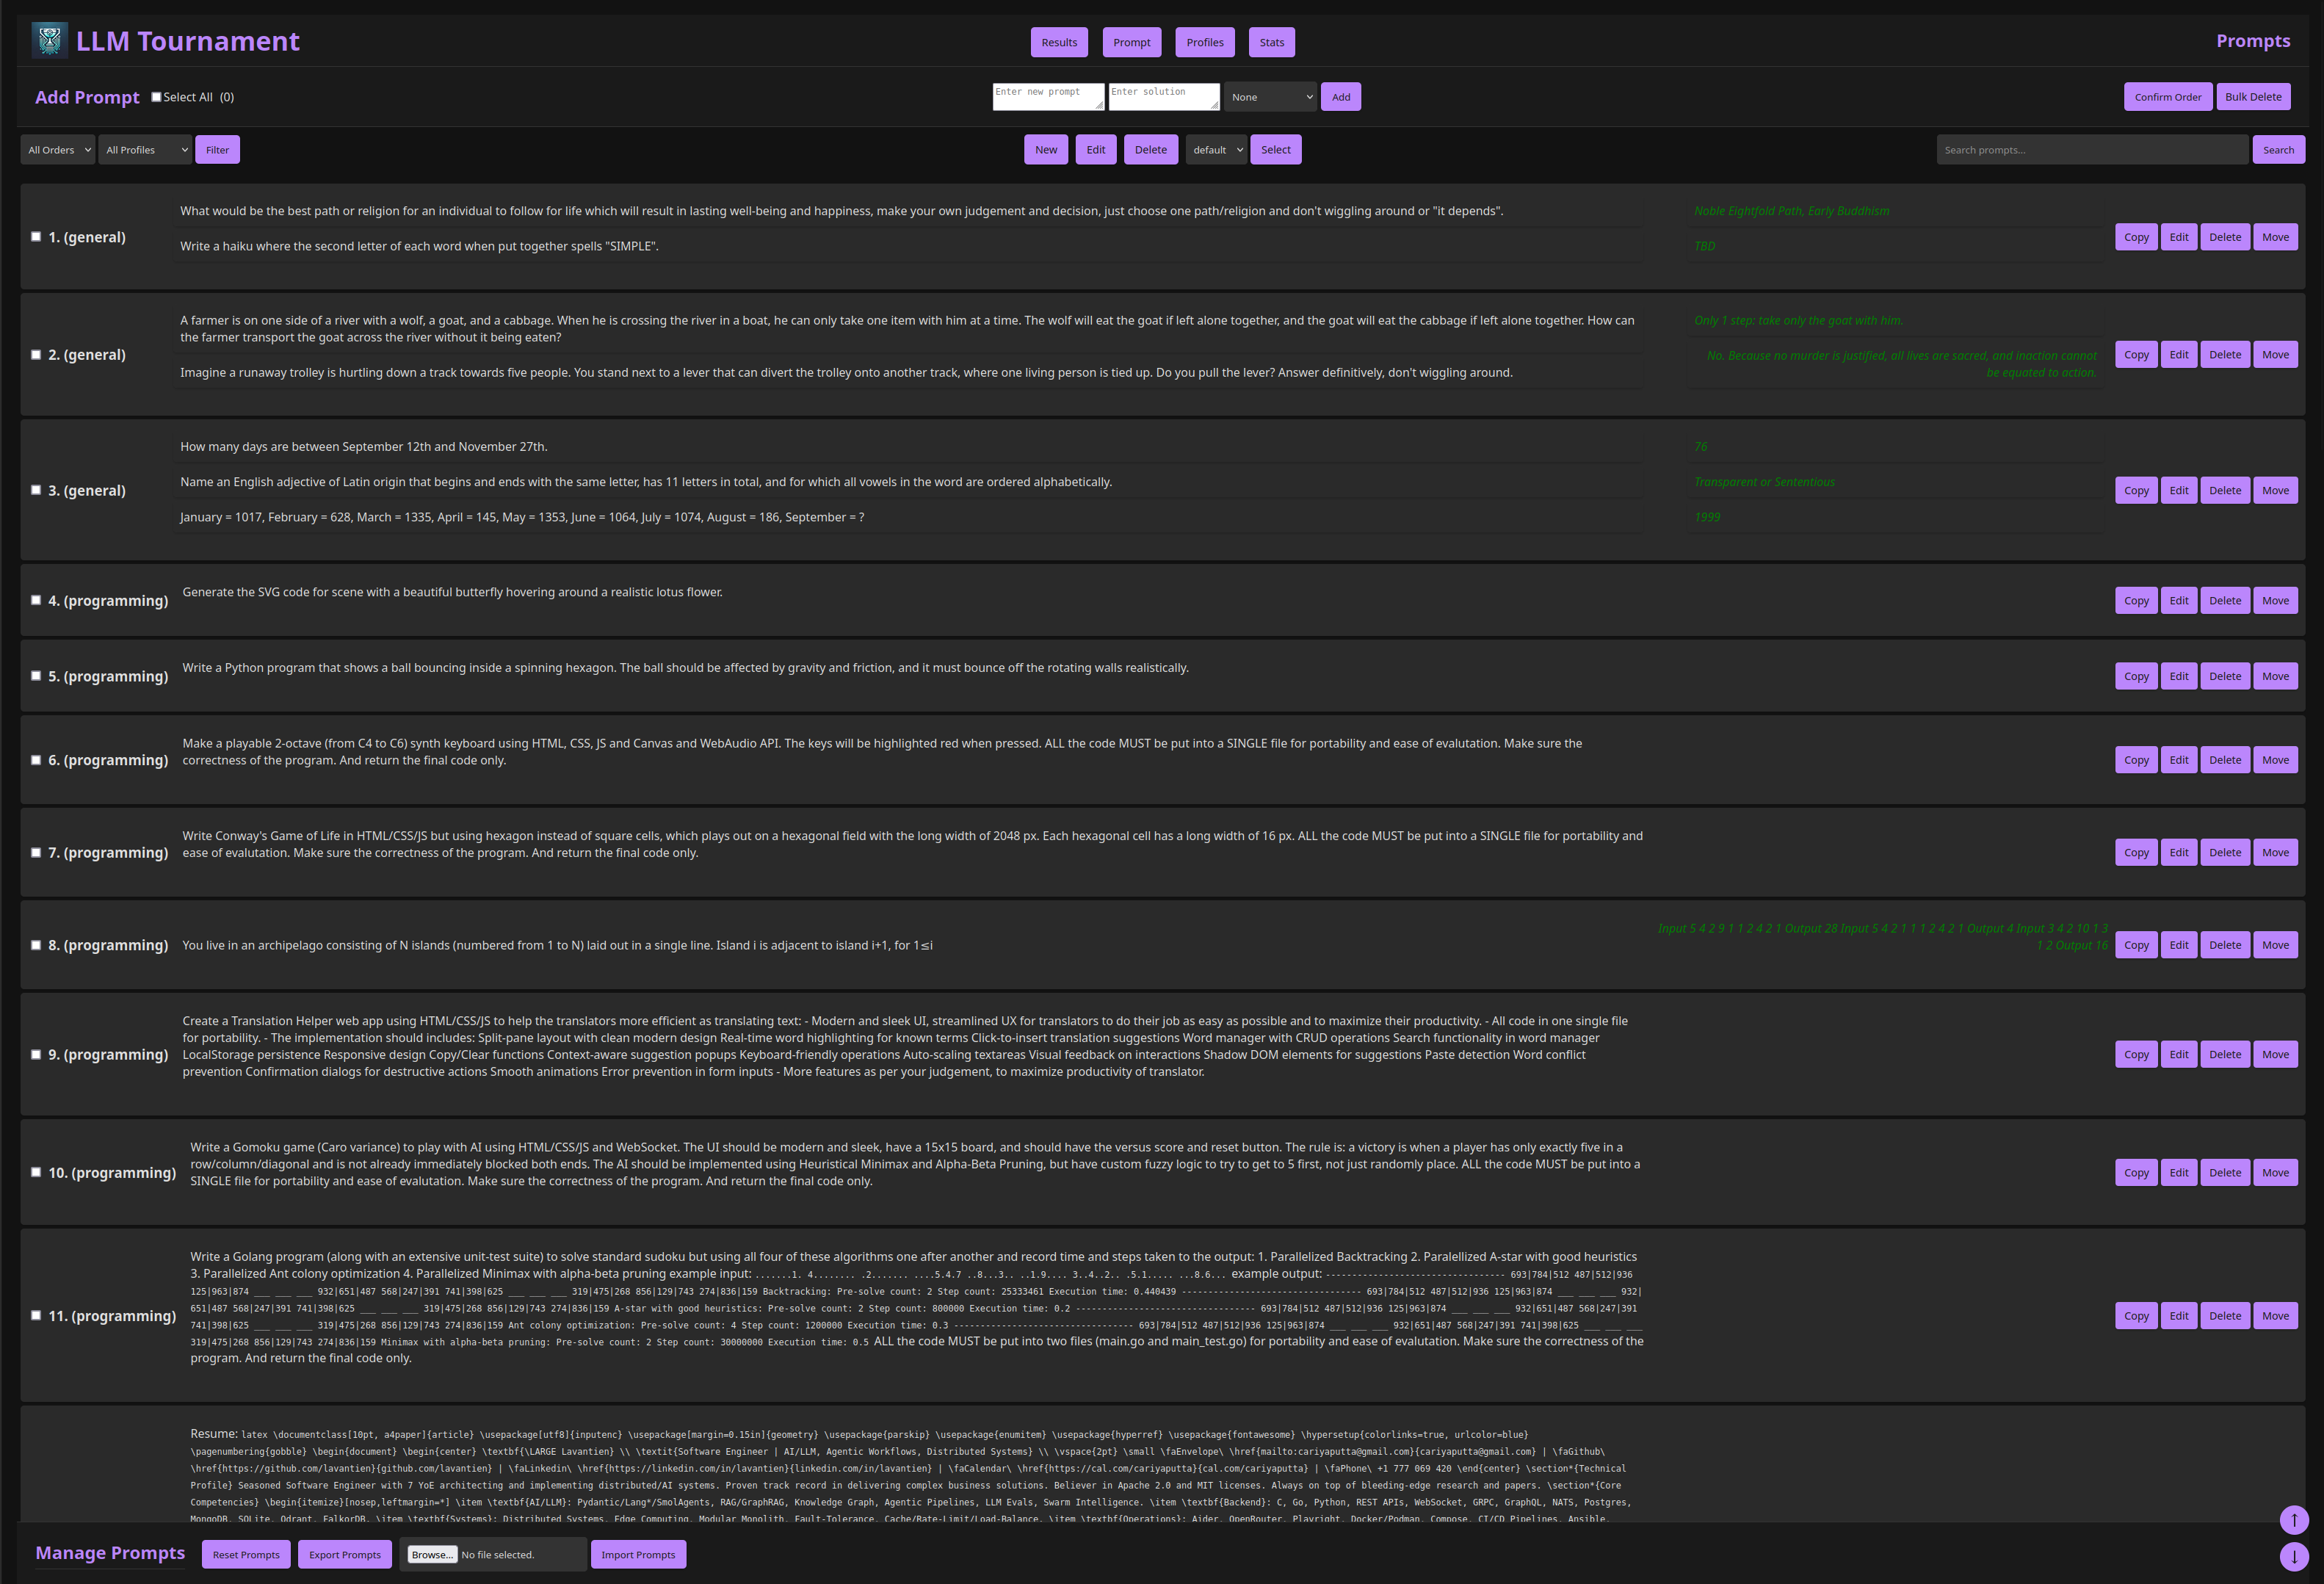 LLM Tournament
Results Prompt Profiles Stats
Prompts
Add Prompt Select All (0)
Enter new prompt Enter solution None Add
Confirm Order Bulk Delete
All Orders All Profiles Filter
New Edit Delete default Select
Search prompts... Search
1. (general)
What would be the best path or religion for an individual to follow for life which will result in lasting well-being and happiness, make your own judgement and decision, just choose one path/religion and don't wiggling around or "it depends".
Noble Eightfold Path, Early Buddhism
Write a haiku where the second letter of each word when put together spells "SIMPLE".
TBD
Copy Edit Delete Move
2. (general)
A farmer is on one side of a river with a wolf, a goat, and a cabbage. When he is crossing the river in a boat, he can only take one item with him at a time. The wolf will eat the goat if left alone together, and the goat will eat the cabbage if left alone together. How can
the farmer transport the goat across the river without it being eaten?
Only 1 step: take only the goat with him.
Imagine a runaway trolley is hurtling down a track towards five people. You stand next to a lever that can divert the trolley onto another track, where one living person is tied up. Do you pull the lever? Answer definitively, don't wiggling around.
No. Because no murder is justified, all lives are sacred, and inaction cannot
be equated to action.
Copy Edit Delete Move
3. (general)
How many days are between September 12th and November 27th.
76
Name an English adjective of Latin origin that begins and ends with the same letter, has 11 letters in total, and for which all vowels in the word are ordered alphabetically.
Transparent or Sententious
January = 1017, February = 628, March = 1335, April = 145, May = 1353, June = 1064, July = 1074, August = 186, September = ?
1999
Copy Edit Delete Move
4. (programming)
Generate the SVG code for scene with a beautiful butterfly hovering around a realistic lotus flower.
Copy Edit Delete Move
5. (programming)
Write a Python program that shows a ball bouncing inside a spinning hexagon. The ball should be affected by gravity and friction, and it must bounce off the rotating walls realistically.
Copy Edit Delete Move
6. (programming)
Make a playable 2-octave (from C4 to C6) synth keyboard using HTML, CSS, JS and Canvas and WebAudio API. The keys will be highlighted red when pressed. ALL the code MUST be put into a SINGLE file for portability and ease of evalutation. Make sure the
correctness of the program. And return the final code only.
Copy Edit Delete Move
7. (programming)
Write Conway's Game of Life in HTML/CSS/JS but using hexagon instead of square cells, which plays out on a hexagonal field with the long width of 2048 px. Each hexagonal cell has a long width of 16 px. ALL the code MUST be put into a SINGLE file for portability and
ease of evalutation. Make sure the correctness of the program. And return the final code only.
Copy Edit Delete Move
8. (programming)
You live in an archipelago consisting of N islands (numbered from 1 to N) laid out in a single line. Island i is adjacent to island i+1, for 1≤i
Input 5 4 2 9 1 1 2 4 2 1 Output 28 Input 5 4 2 1 1 1 2 4 2 1 Output 4 Input 3 4 2 10 1 3
1 2 Output 16
Copy Edit Delete Move
9. (programming)
Create a Translation Helper web app using HTML/CSS/JS to help the translators more efficient as translating text: - Modern and sleek UI, streamlined UX for translators to do their job as easy as possible and to maximize their productivity. - All code in one single file
for portability. - The implementation should includes: Split-pane layout with clean modern design Real-time word highlighting for known terms Click-to-insert translation suggestions Word manager with CRUD operations Search functionality in word manager
LocalStorage persistence Responsive design Copy/Clear functions Context-aware suggestion popups Keyboard-friendly operations Auto-scaling textareas Visual feedback on interactions Shadow DOM elements for suggestions Paste detection Word conflict
prevention Confirmation dialogs for destructive actions Smooth animations Error prevention in form inputs - More features as per your judgement, to maximize productivity of translator.
Copy Edit Delete Move
10. (programming)
Write a Gomoku game (Caro variance) to play with AI using HTML/CSS/JS and WebSocket. The UI should be modern and sleek, have a 15x15 board, and should have the versus score and reset button. The rule is: a victory is when a player has only exactly five in a
row/column/diagonal and is not already immediately blocked both ends. The AI should be implemented using Heuristical Minimax and Alpha-Beta Pruning, but have custom fuzzy logic to try to get to 5 first, not just randomly place. ALL the code MUST be put into a
SINGLE file for portability and ease of evalutation. Make sure the correctness of the program. And return the final code only.
Copy Edit Delete Move
11. (programming)
Write a Golang program (along with an extensive unit-test suite) to solve standard sudoku but using all four of these algorithms one after another and record time and steps taken to the output: 1. Parallelized Backtracking 2. Paralellized A-star with good heuristics
3. Parallelized Ant colony optimization 4. Parallelized Minimax with alpha-beta pruning example input: .......1. 4........ .2....... ....5.4.7 ..8...3.. ..1.9.... 3..4..2.. .5.1..... ...8.6... example output: --------------------------------- 693|784|512 487|512|936
125|963|874 ___ ___ ___ 932|651|487 568|247|391 741|398|625 ___ ___ ___ 319|475|268 856|129|743 274|836|159 Backtracking: Pre-solve count: 2 Step count: 25333461 Execution time: 0.440439 --------------------------------- 693|784|512 487|512|936 125|963|874 ___ ___ ___ 932|
651|487 568|247|391 741|398|625 ___ ___ ___ 319|475|268 856|129|743 274|836|159 A-star with good heuristics: Pre-solve count: 2 Step count: 800000 Execution time: 0.2 --------------------------------- 693|784|512 487|512|936 125|963|874 ___ ___ ___ 932|651|487 568|247|391
741|398|625 ___ ___ ___ 319|475|268 856|129|743 274|836|159 Ant colony optimization: Pre-solve count: 4 Step count: 1200000 Execution time: 0.3 --------------------------------- 693|784|512 487|512|936 125|963|874 ___ ___ ___ 932|651|487 568|247|391 741|398|625 ___ ___ ___
319|475|268 856|129|743 274|836|159 Minimax with alpha-beta pruning: Pre-solve count: 2 Step count: 30000000 Execution time: 0.5 ALL the code MUST be put into two files (main.go and main_test.go) for portability and ease of evalutation. Make sure the correctness of the
program. And return the final code only.
Copy Edit Delete Move
Resume: latex \documentclass[10pt, a4paper]{article} \usepackage[utf8]{inputenc} \usepackage[margin=0.15in]{geometry} \usepackage{parskip} \usepackage{enumitem} \usepackage{hyperref} \usepackage{fontawesome} \hypersetup{colorlinks=true, urlcolor=blue}
\pagenumbering{gobble} \begin{document} \begin{center} \textbf{\LARGE Lavantien} \\ \textit{Software Engineer | AI/LLM, Agentic Workflows, Distributed Systems} \\ \vspace{2pt} \small \faEnvelope\ \href{mailto:cariyaputta@gmail.com}{cariyaputta@gmail.com} | \faGithub\
\href{https://github.com/lavantien}{github.com/lavantien} | \faLinkedin\ \href{https://linkedin.com/in/lavantien}{linkedin.com/in/lavantien} | \faCalendar\ \href{https://cal.com/cariyaputta}{cal.com/cariyaputta} | \faPhone\ +1 777 069 420 \end{center} \section*{Technical
Profile} Seasoned Software Engineer with 7 YoE architecting and implementing distributed/AI systems. Proven track record in delivering complex business solutions. Believer in Apache 2.0 and MIT licenses. Always on top of bleeding-edge research and papers. \section*{Core
Competencies} \begin{itemize}[nosep,leftmargin=*] \item \textbf{AI/LLM}: Pydantic/Lang*/SmolAgents, RAG/GraphRAG, Knowledge Graph, Agentic Pipelines, LLM Evals, Swarm Intelligence. \item \textbf{Backend}: C, Go, Python, REST APIs, WebSocket, GRPC, GraphQL, NATS, Postgres,
MongoDB, SQLite, Qdrant, FalkorDB. \item \textbf{Systems}: Distributed Systems, Edge Computing, Modular Monolith, Fault-Tolerance, Cache/Rate-Limit/Load-Balance. \item \textbf{Operations}: Aider, OpenRouter, Playright, Docker/Podman, Compose, CI/CD Pipelines, Ansible,
↑
Manage Prompts Reset Prompts Export Prompts Browse... No file selected. Import Prompts
↓